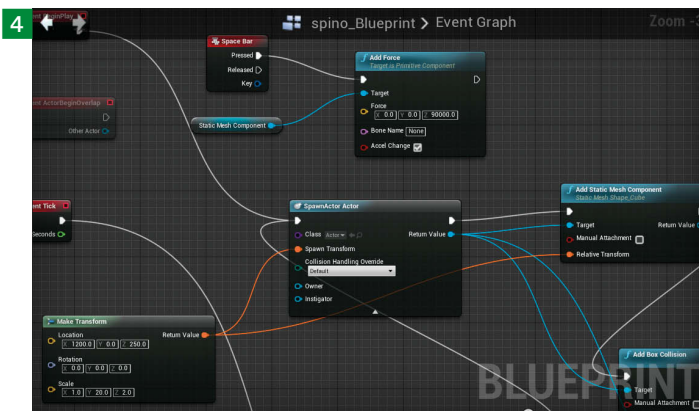 4
spino_Blueprint > Event Graph
Zoom
BeginPlay
Space Bar
Pressed
Released
Key
Add Force
Target is Primitive Component
Target
Force
X 0.0 Y 0.0 Z 90000.0
Bone Name None
Accel Change
ActorBeginOverlap
Other Actor
Static Mesh Component
Tick
Seconds
SpawnActor Actor
Class Actor
Return Value
Spawn Transform
Collision Handling Override
Default
Owner
Instigator
Add Static Mesh Component
Static Mesh Shape_Cube
Target
Return Value
Manual Attachment
Relative Transform
Make Transform
Location
Return Value
X 1200.0 Y 0.0 Z 250.0
Rotation
X 0.0 Y 0.0 Z 0.0
Scale
X 1.0 Y 20.0 Z 2.0
Add Box Collision
Target
Manual Attachment
BLUEPRINT